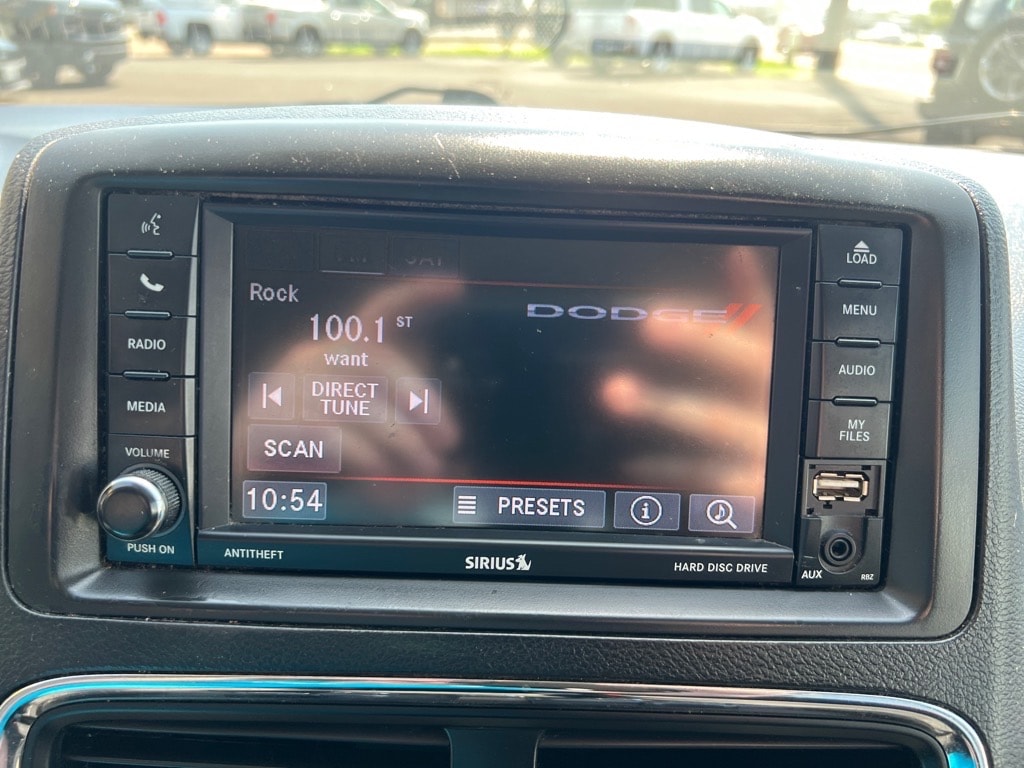 LOAD
RADIO
MENU
MEDIA
AUDIO
VOLUME
MY
FILES
PUSH ON
Rock
DODGE
100.1 ST
want
DIRECT
TUNE
SCAN
10:54
PRESETS
ANTITHEFT
SIRIUS
HARD DISC DRIVE
AUX
RBZ